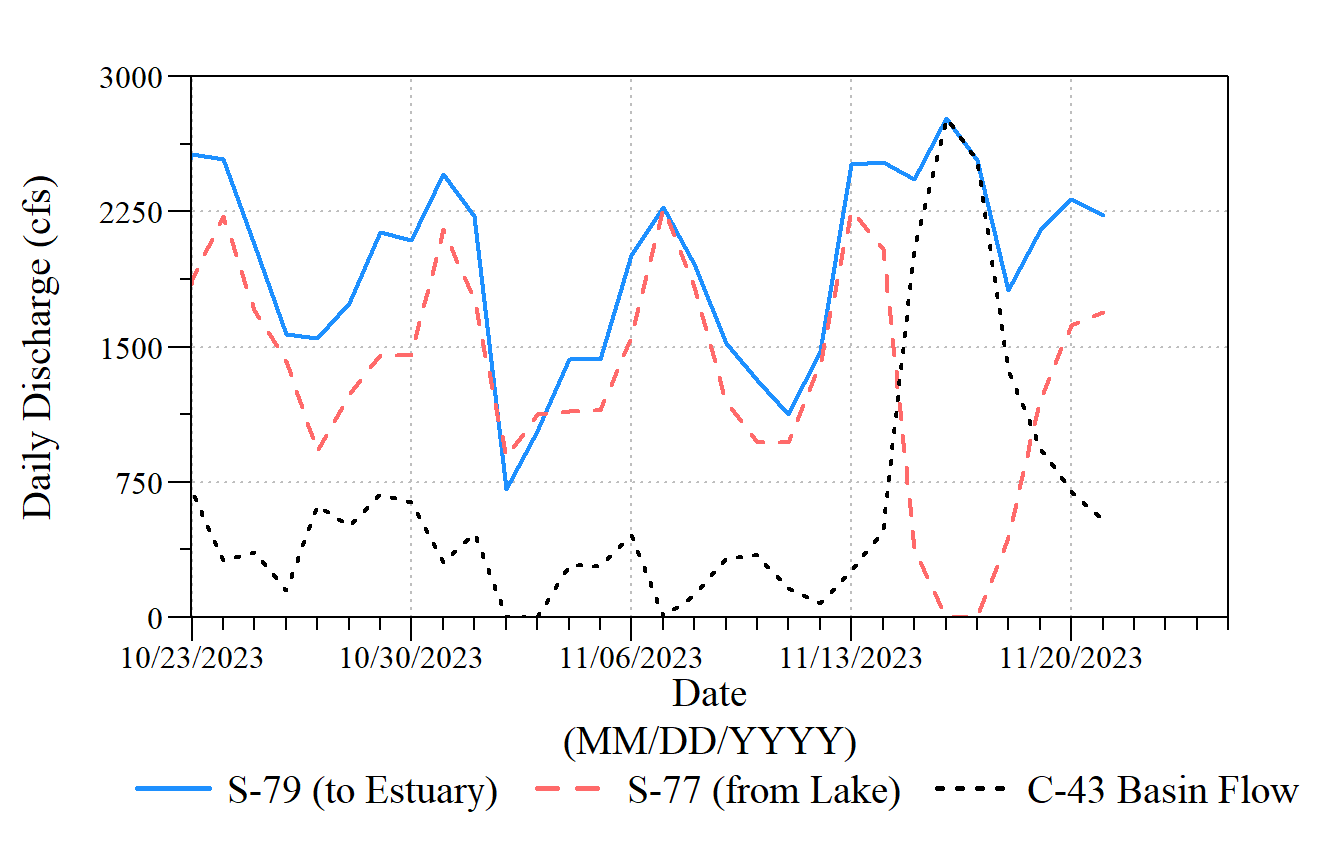 3000
2250
1500
750
0
Daily Discharge (cfs)
10/23/2023 10/30/2023 11/06/2023 11/13/2023 11/20/2023
Date
(MM/DD/YYYY)
S-79 (to Estuary) S-77 (from Lake) C-43 Basin Flow